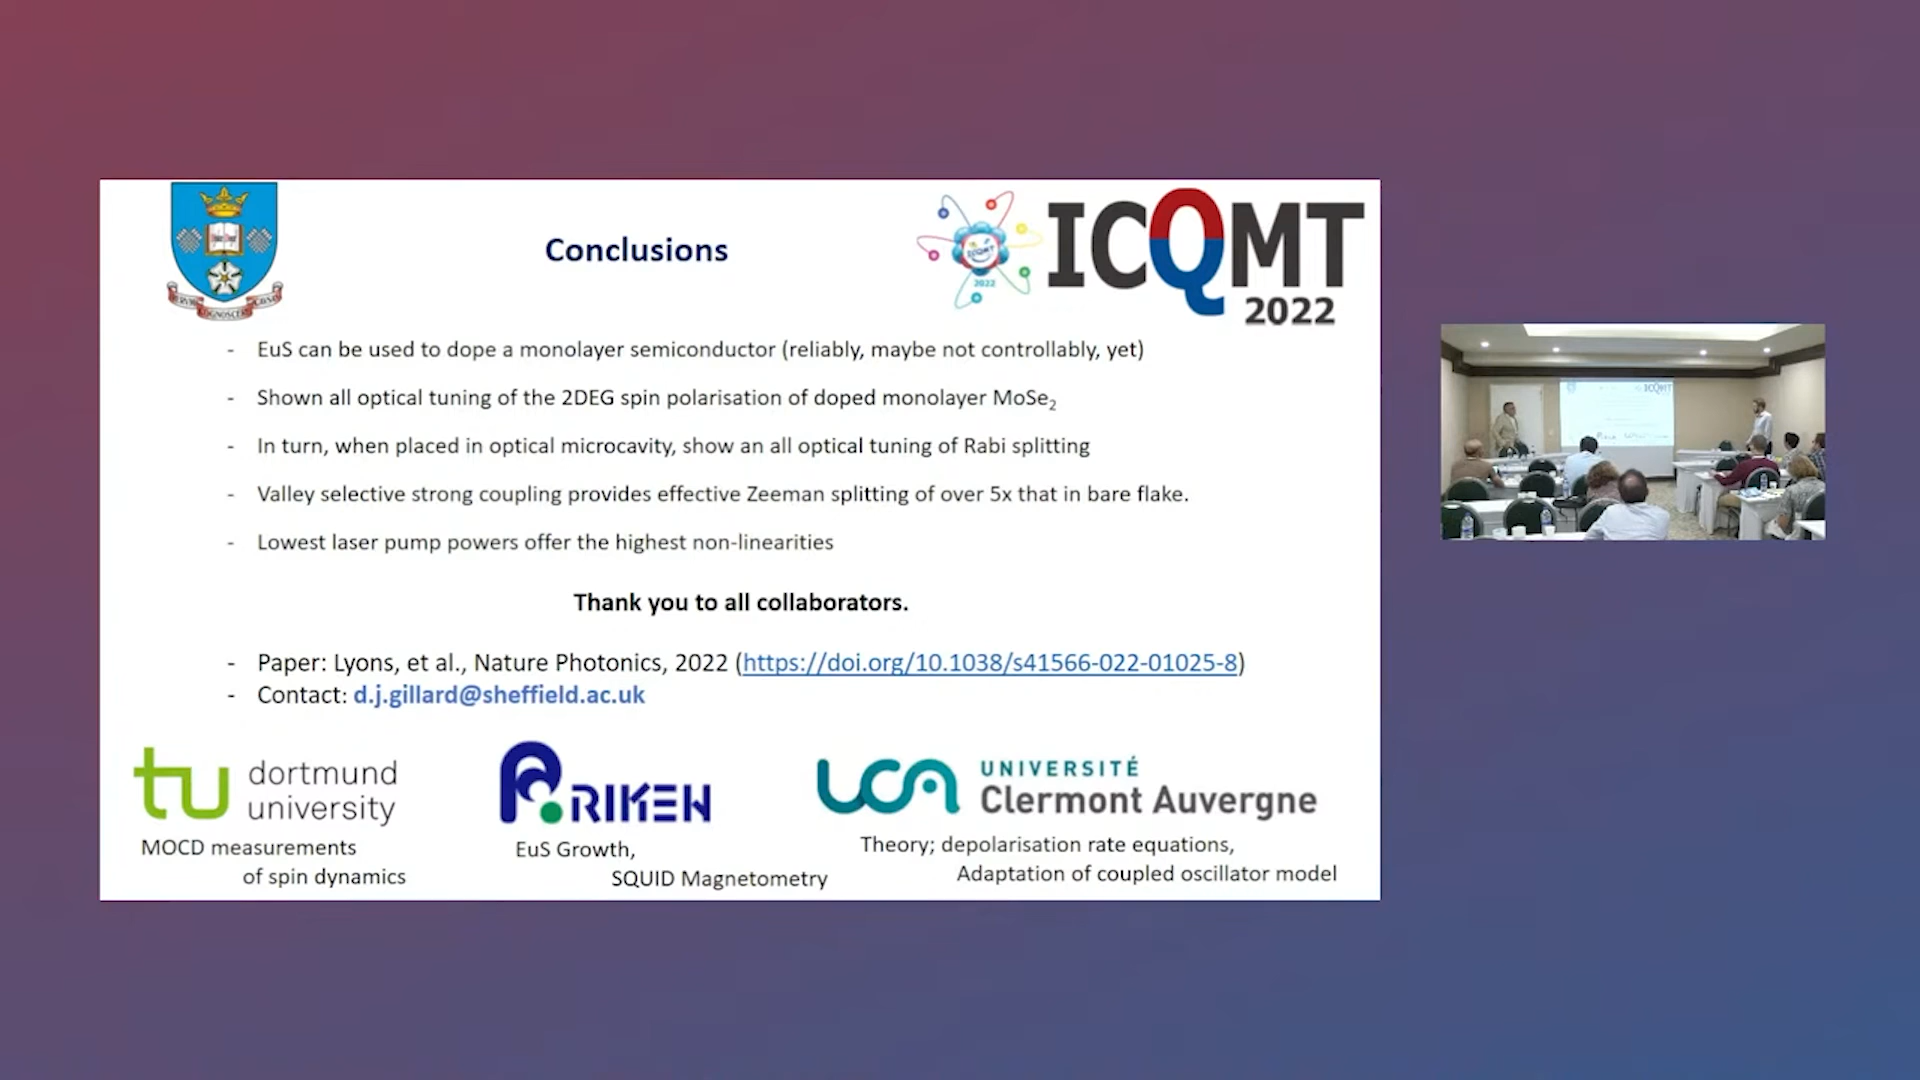 Conclusions
ICQMT
2022
ICQMT
2022
- EuS can be used to dope a monolayer semiconductor (reliably, maybe not controllably, yet)
- Shown all optical tuning of the 2DEG spin polarisation of doped monolayer MoSe₂
- In turn, when placed in optical microcavity, show an all optical tuning of Rabi splitting
- Valley selective strong coupling provides effective Zeeman splitting of over 5x that in bare flake.
- Lowest laser pump powers offer the highest non-linearities
Thank you to all collaborators.
- Paper: Lyons, et al., Nature Photonics, 2022 (https://doi.org/10.1038/s41566-022-01025-8)
- Contact: d.j.gillard@sheffield.ac.uk
tu dortmund
university
MOCD measurements
of spin dynamics
RIKEN
EuS Growth,
SQUID Magnetometry
UCA UNIVERSITÉ
Clermont Auvergne
Theory; depolarisation rate equations,
Adaptation of coupled oscillator model
ICQMT